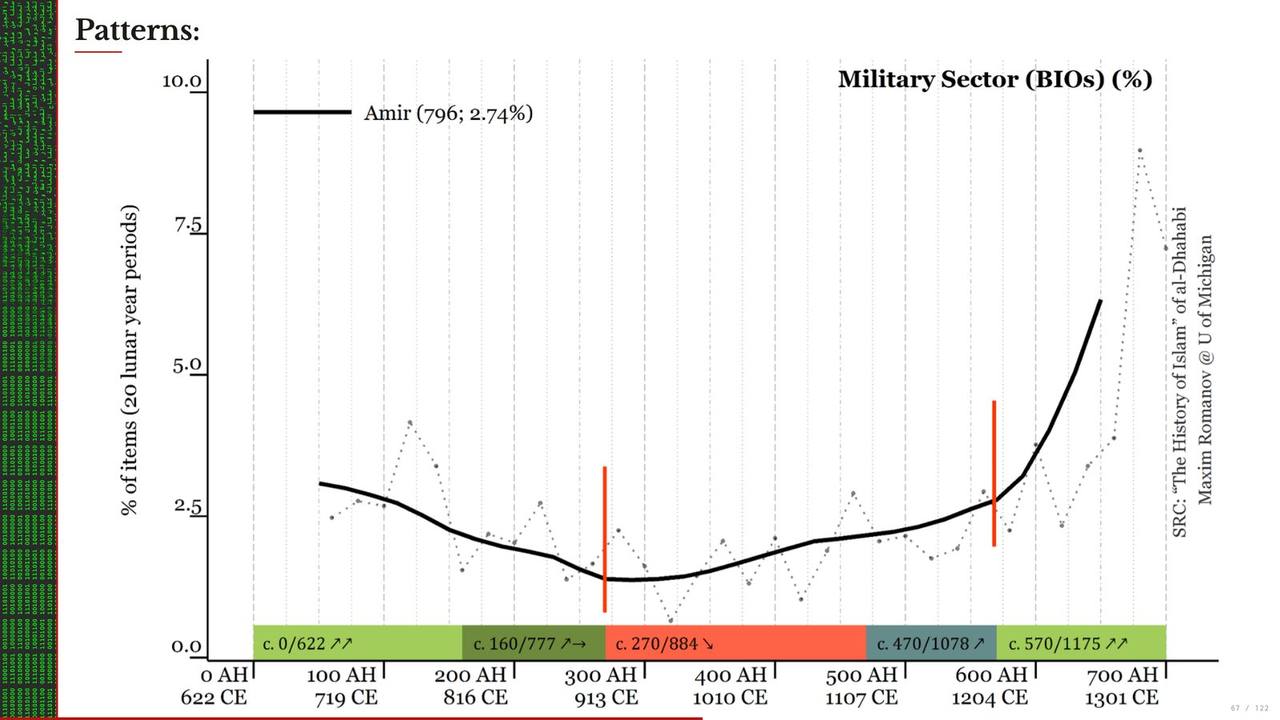 Patterns:
Military Sector (BIOs) (%)
Amir (796; 2.74%)
% of items (20 lunar year periods)
10.0
7.5
5.0
2.5
0.0
c. 0/622 ↗↗
c. 160/777 ↗→
c. 270/884 ↘
c. 470/1078 ↗
c. 570/1175 ↗↗
0 AH 100 AH 200 AH 300 AH 400 AH 500 AH 600 AH 700 AH
622 CE 719 CE 816 CE 913 CE 1010 CE 1107 CE 1204 CE 1301 CE
SRC: “The History of Islam” of al-Dhahabi
Maxim Romanov @ U of Michigan
67 / 122